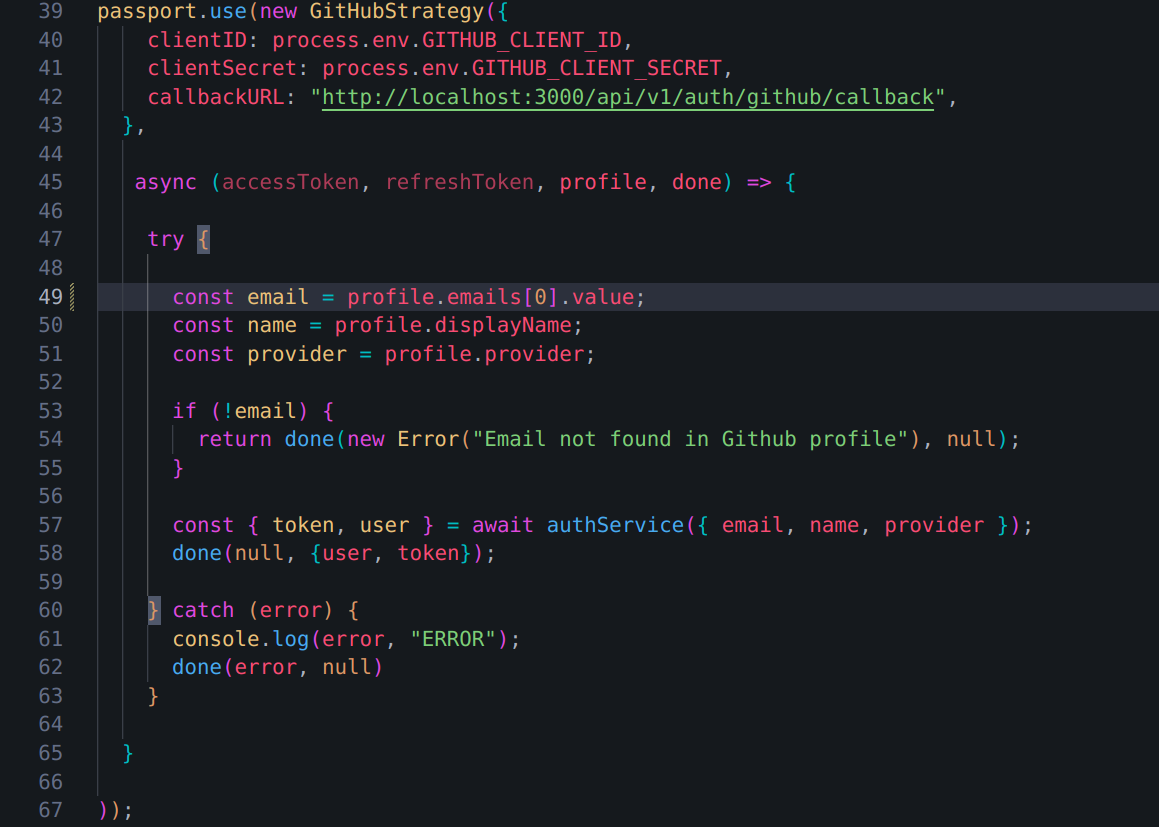 39 passport.use(new GitHubStrategy({
40 clientID: process.env.GITHUB_CLIENT_ID,
41 clientSecret: process.env.GITHUB_CLIENT_SECRET,
42 callbackURL: "http://localhost:3000/api/v1/auth/github/callback",
43 },
44
45 async (accessToken, refreshToken, profile, done) => {
46
47 try {
48
49 const email = profile.emails[0].value;
50 const name = profile.displayName;
51 const provider = profile.provider;
52
53 if (!email) {
54 return done(new Error("Email not found in Github profile"), null);
55 }
56
57 const { token, user } = await authService({ email, name, provider });
58 done(null, {user, token});
59
60 } catch (error) {
61 console.log(error, "ERROR");
62 done(error, null)
63 }
64
65 }
66
67 ));